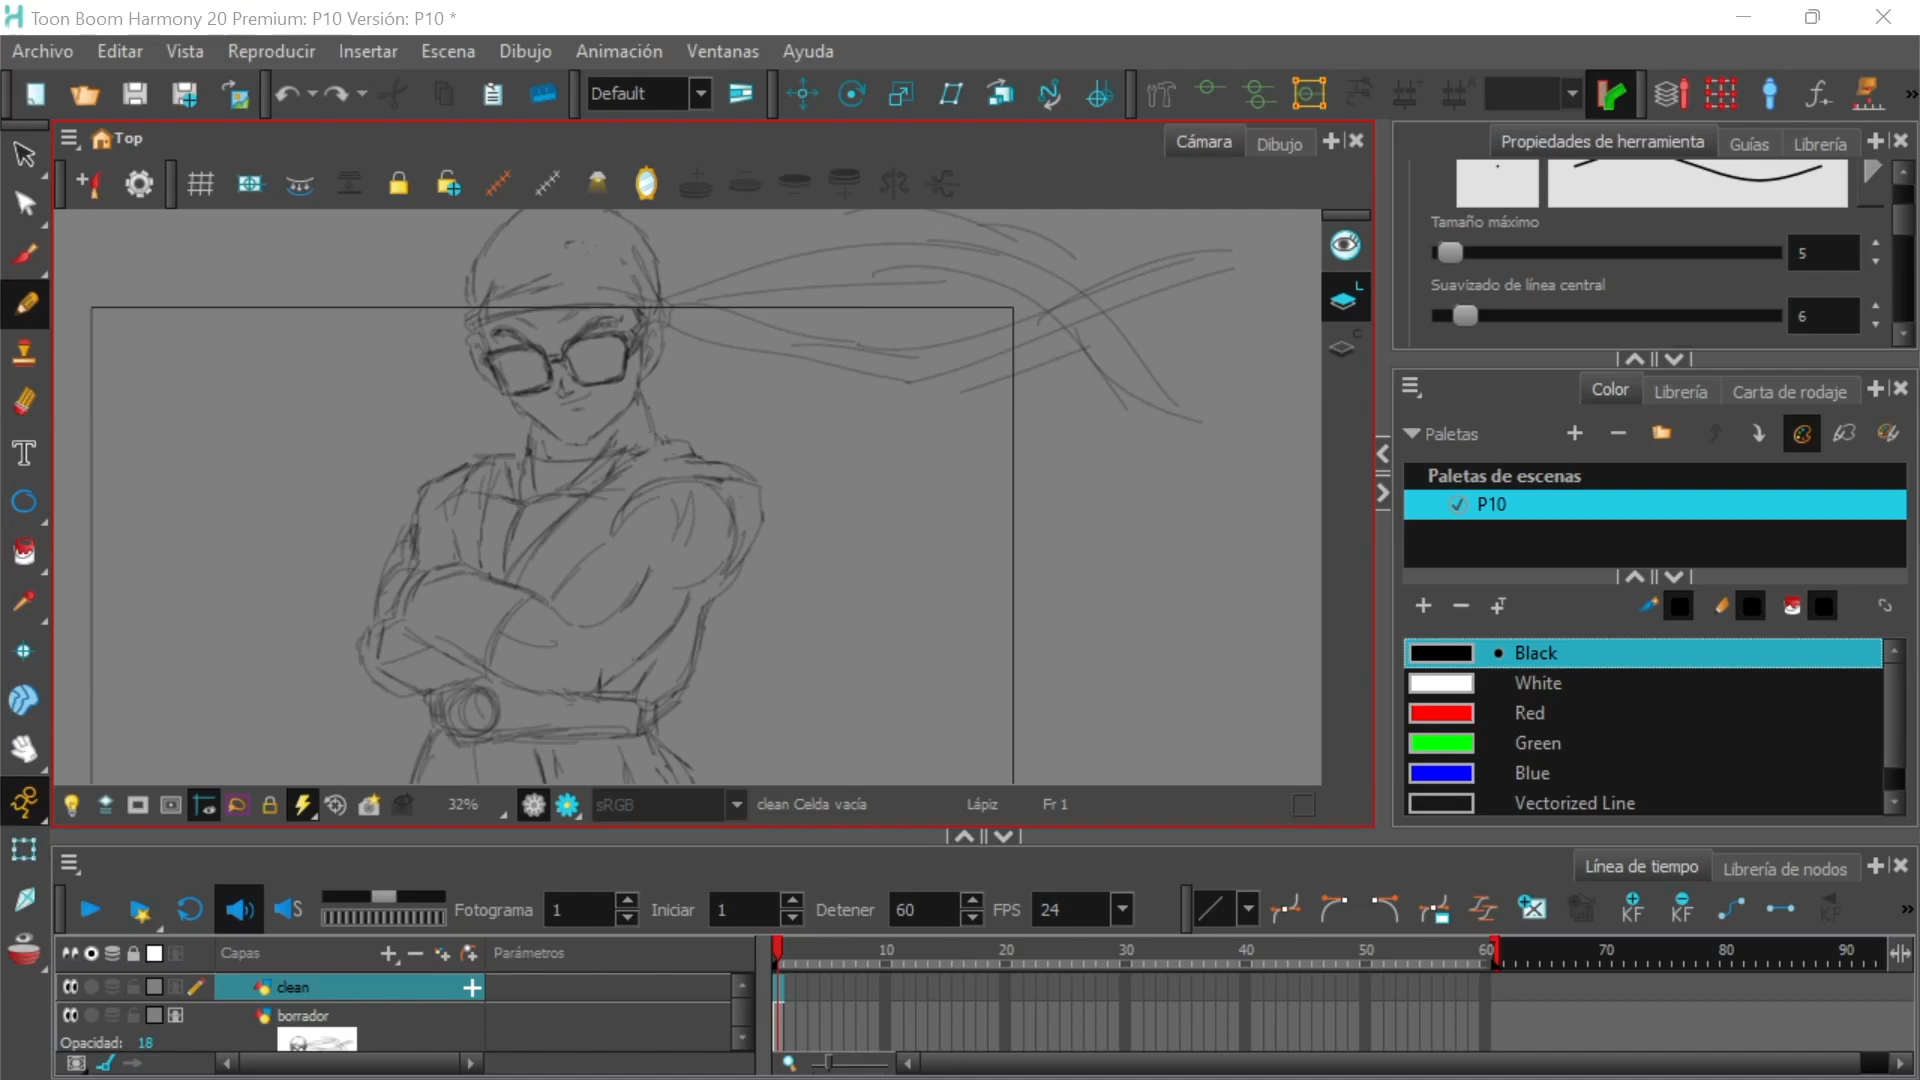 Toon Boom Harmony 20 Premium: P10 Versión: P10 *
Archivo Editar Vista Reproducir Insertar Escena Dibujo Animación Ventanas Ayuda
Default
Top
Cámara Dibujo
Propiedades de herramienta Guías Librería
Tamaño máximo
5
Suavizado de línea central
6
L
C
Color Librería Carta de rodaje
Paletas
Paletas de escenas
P10
Black
White
Red
Green
Blue
Vectorized Line
32% sRGB clean Celda vacía Lápiz Fr 1
Línea de tiempo Librería de nodos
S Fotograma 1 Iniciar 1 Detener 60 FPS 24 KF KF KF
Capas Parámetros
10 20 30 40 50 60 70 80 90
clean
borrador
Opacidad: 18